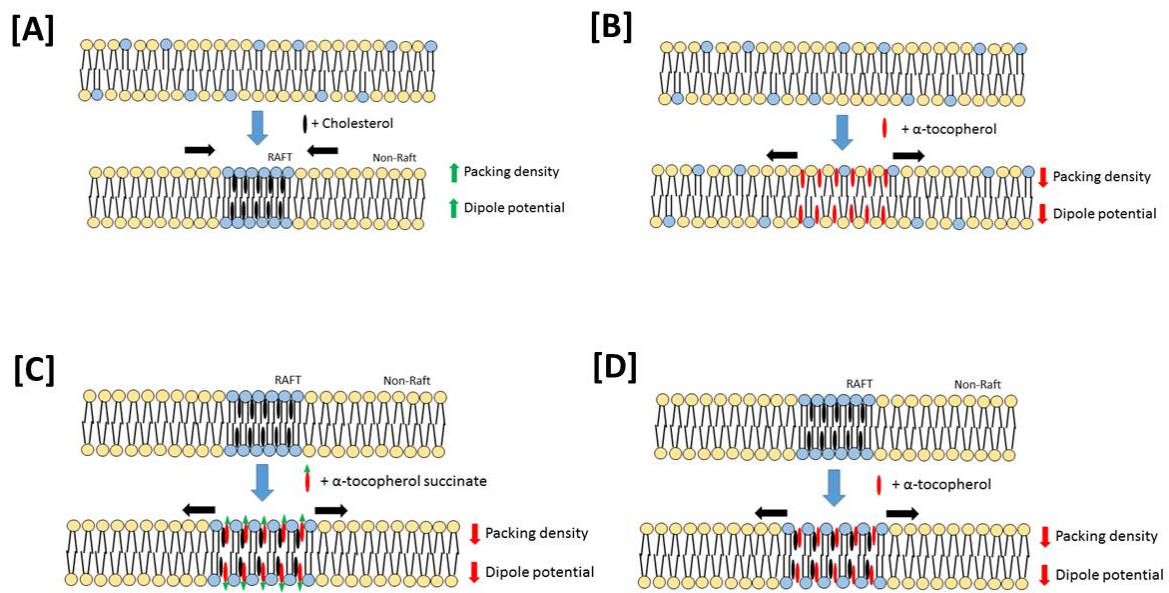 [A]
+ Cholesterol
RAFT
Non-Raft
Packing density
Dipole potential
[B]
+ α-tocopherol
Packing density
Dipole potential
[C]
RAFT
Non-Raft
+ α-tocopherol succinate
Packing density
Dipole potential
[D]
RAFT
Non-Raft
+ α-tocopherol
Packing density
Dipole potential